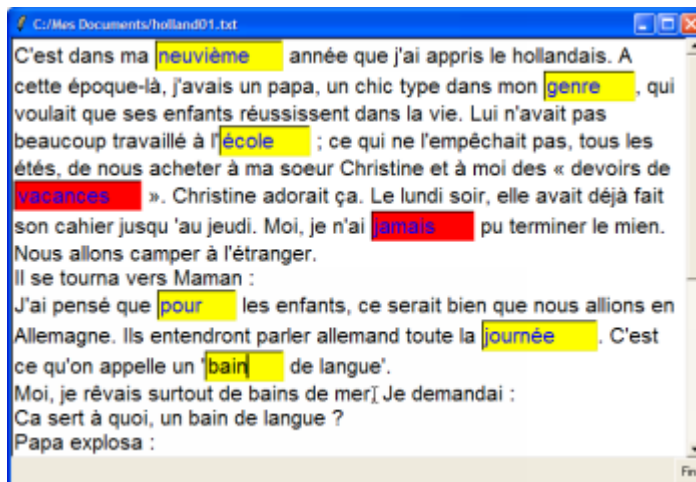 C:/Mes Documents/holland01.txt
C'est dans ma neuvième année que j'ai appris le hollandais. A
cette époque-là, j'avais un papa, un chic type dans mon genre, qui
voulait que ses enfants réussissent dans la vie. Lui n'avait pas
beaucoup travaillé à l'école ; ce qui ne l'empêchait pas, tous les
étés, de nous acheter à ma soeur Christine et à moi des « devoirs de
vacances ». Christine adorait ça. Le lundi soir, elle avait déjà fait
son cahier jusqu 'au jeudi. Moi, je n'ai jamais pu terminer le mien.
Nous allons camper à l'étranger.
Il se tourna vers Maman :
J'ai pensé que pour les enfants, ce serait bien que nous allions en
Allemagne. Ils entendront parler allemand toute la journée. C'est
ce qu'on appelle un 'bain de langue'.
Moi, je rêvais surtout de bains de mer. Je demandai :
Ca sert à quoi, un bain de langue ?
Papa explosa :
Fin